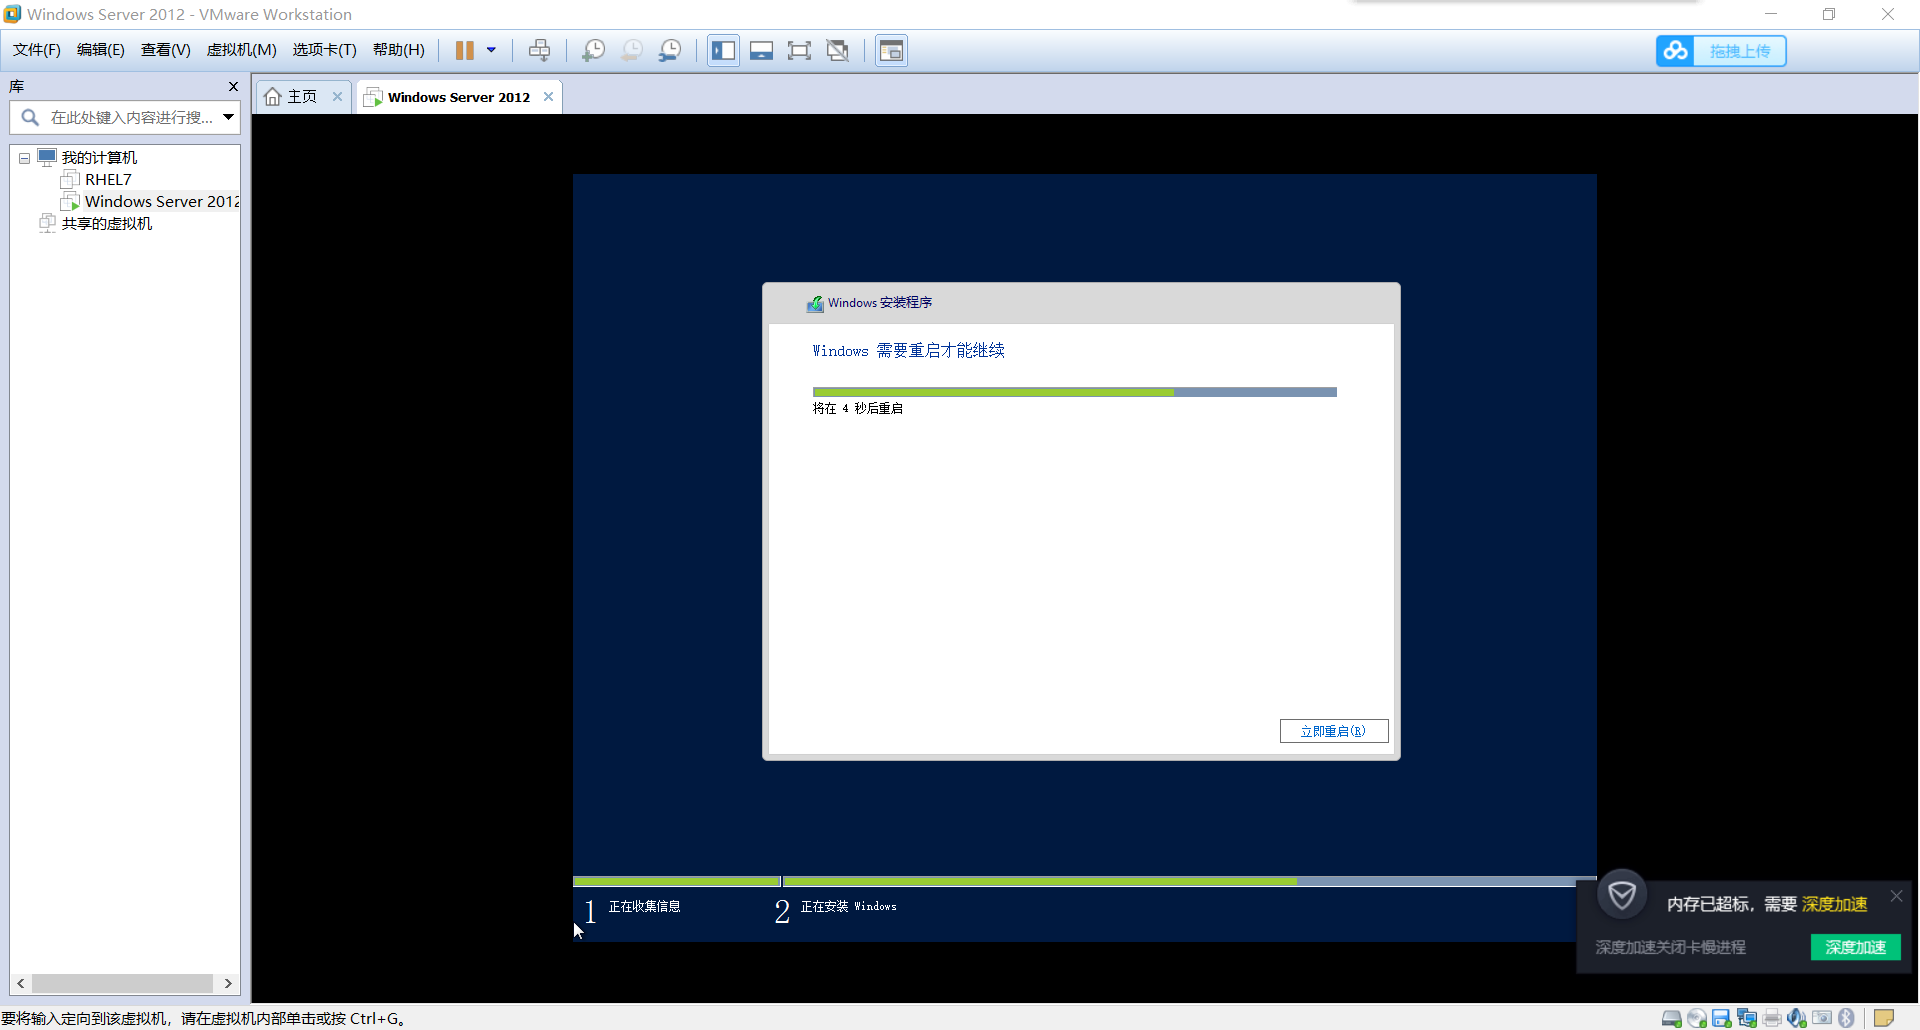 Windows Server 2012 - VMware Workstation
文件(F) 编辑(E) 查看(V) 虚拟机(M) 选项卡(T) 帮助(H)
拖拽上传
库
主页
Windows Server 2012
在此处键入内容进行搜...
我的计算机
RHEL7
Windows Server 2012
共享的虚拟机
Windows 安装程序
Windows 需要重启才能继续
将在 4 秒后重启
立即重启(R)
1 正在收集信息
2 正在安装 Windows
内存已超标，需要 深度加速
深度加速关闭卡慢进程
深度加速
要将输入定向到该虚拟机，请在虚拟机内部单击或按 Ctrl+G。